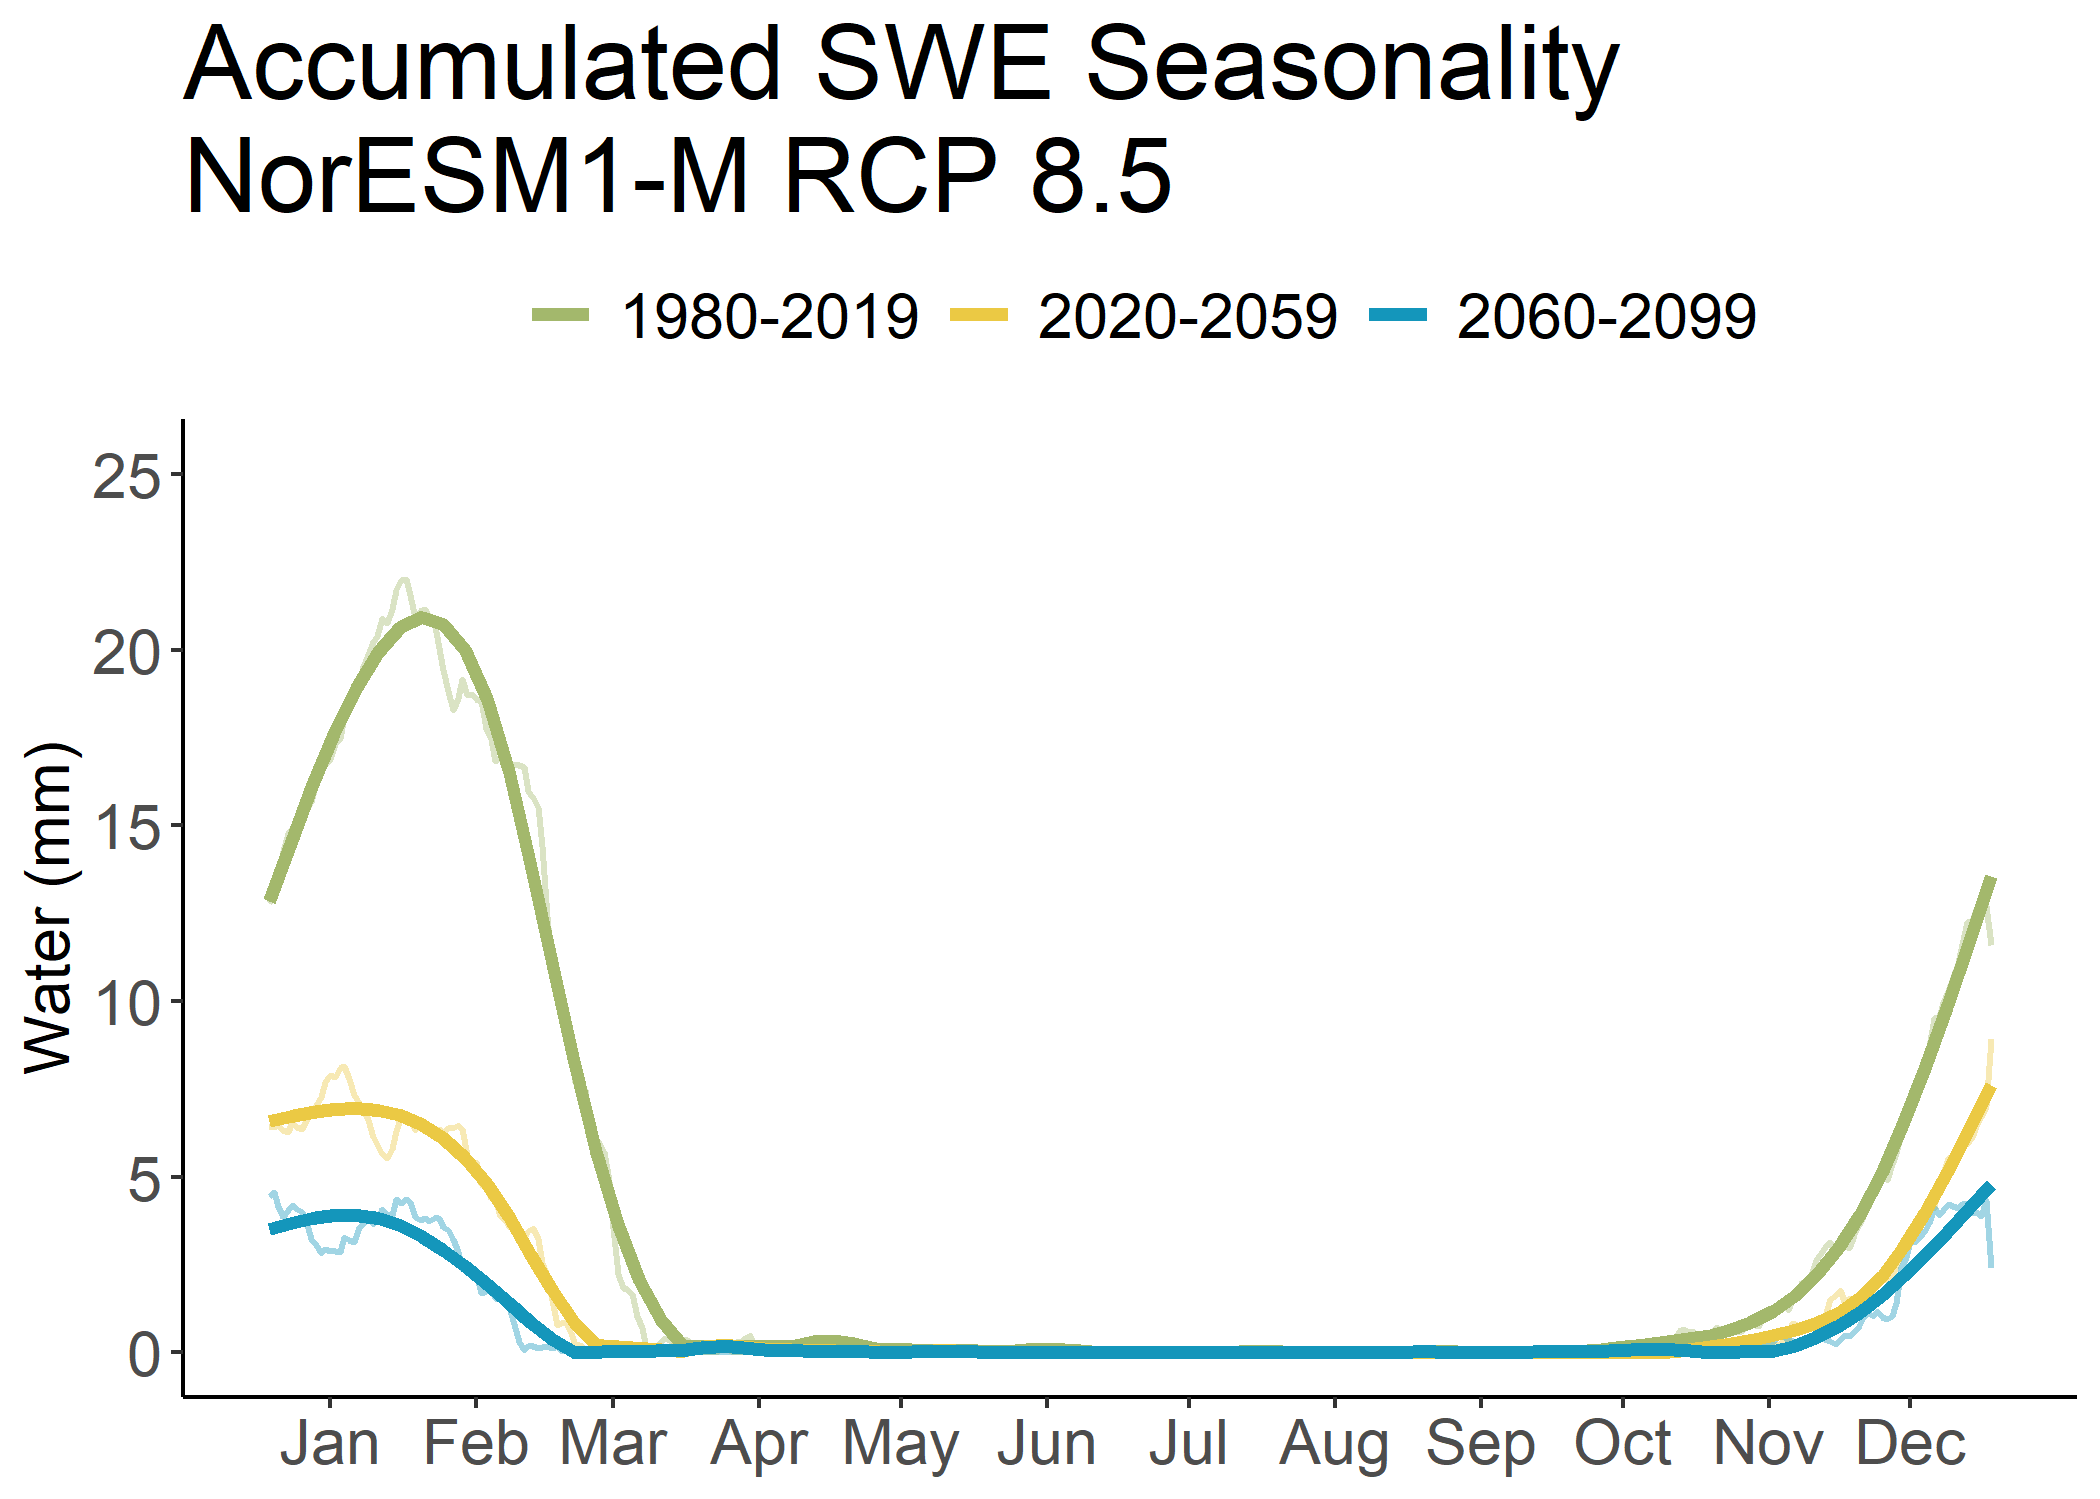 Accumulated SWE Seasonality
NorESM1-M RCP 8.5
1980-2019 2020-2059 2060-2099
Water (mm)
25
20
15
10
5
0
Jan Feb Mar Apr May Jun Jul Aug Sep Oct Nov Dec